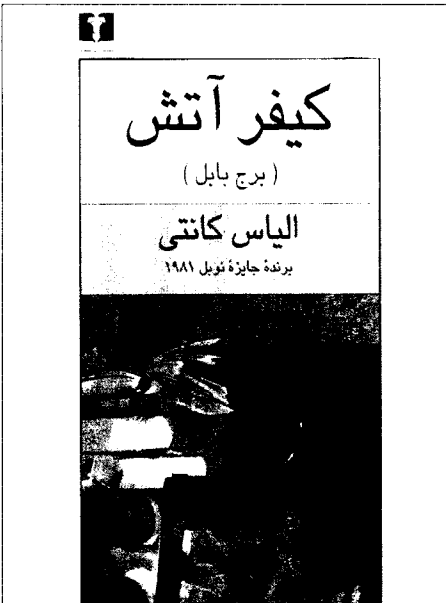 کیفر آتش
( برج بابل )
الیاس کانتی
برندهٔ جایزهٔ نوبل ۱۹۸۱